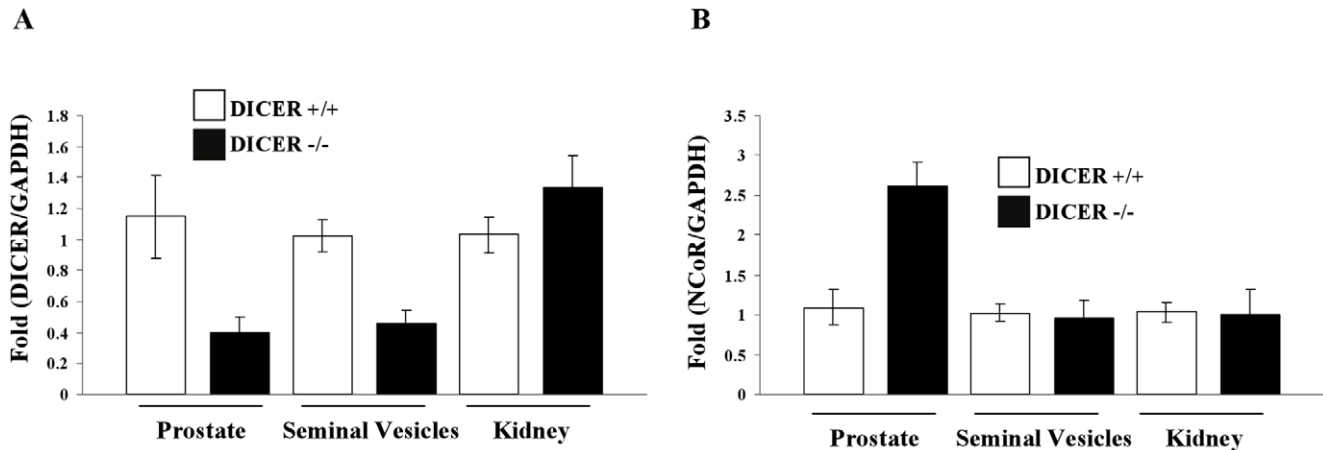 A
Fold (DICER/GAPDH)
1.8
1.6
1.4
1.2
1
0.8
0.6
0.4
0.2
0
DICER +/+
DICER -/-
Prostate
Seminal Vesicles
Kidney
B
Fold (NCoR/GAPDH)
3.5
3
2.5
2
1.5
1
0.5
0
DICER +/+
DICER -/-
Prostate
Seminal Vesicles
Kidney